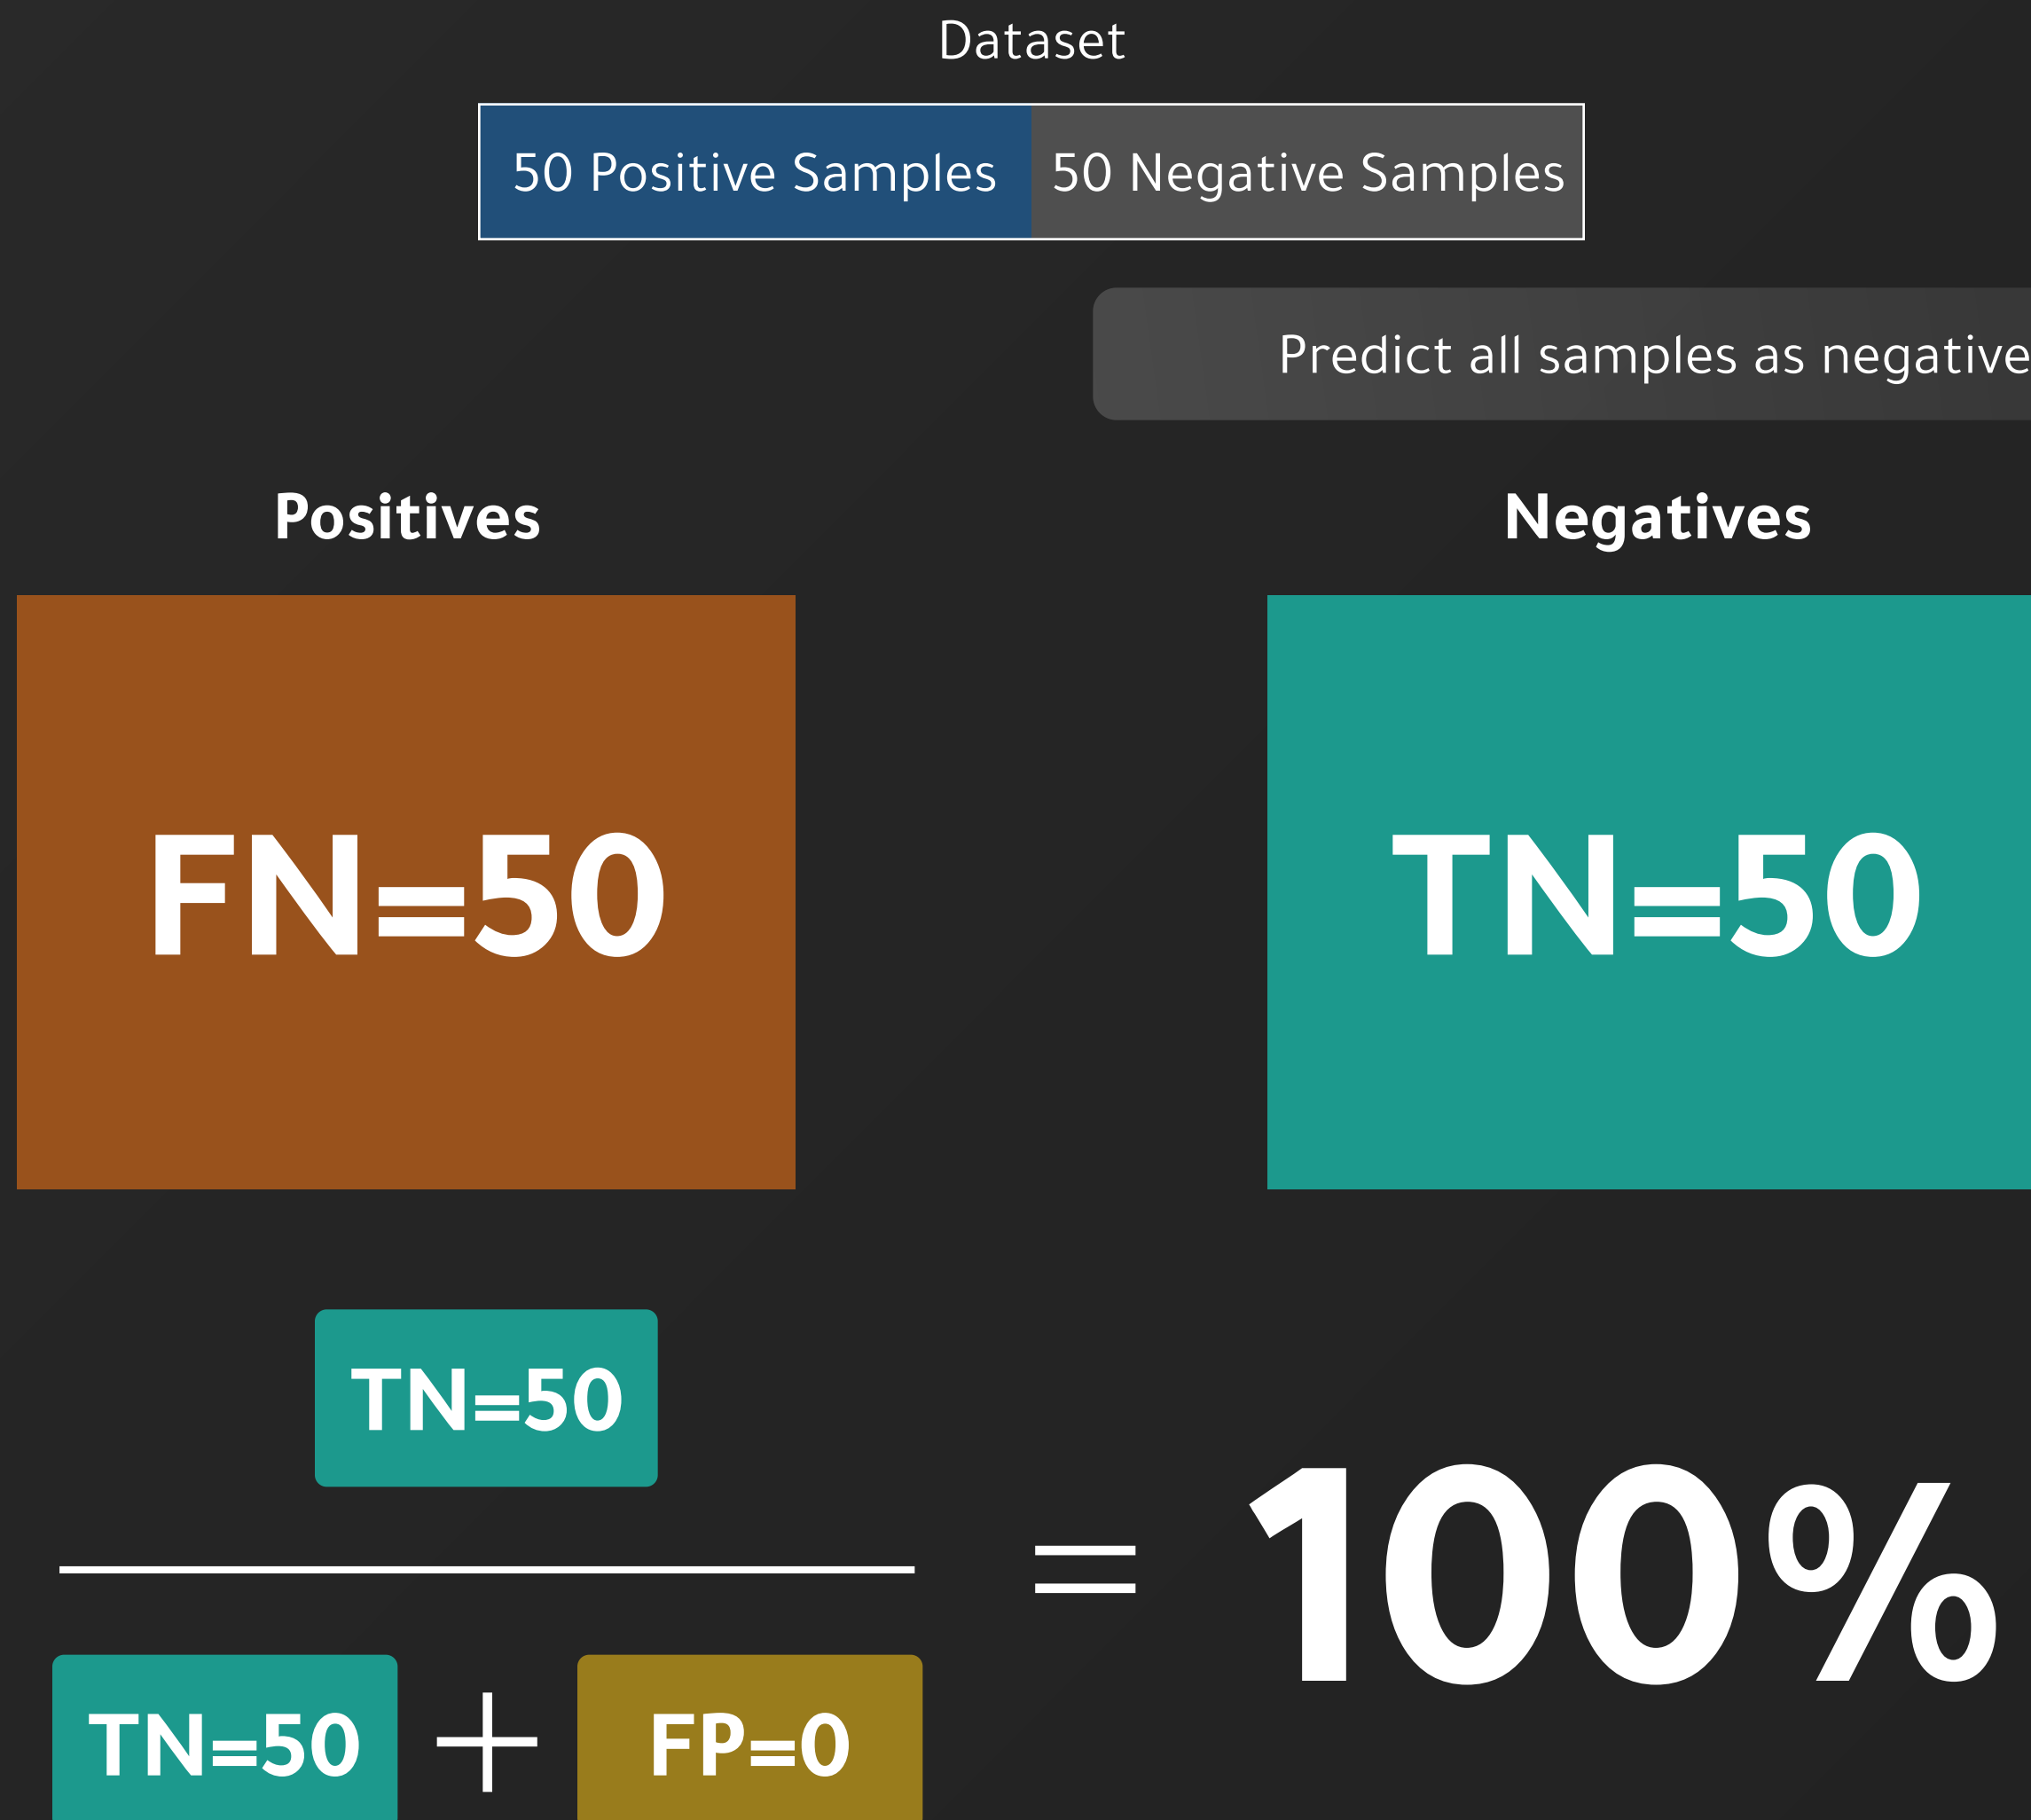 Dataset
50 Positive Samples 50 Negative Samples
Predict all samples as negative
Positives Negatives
FN=50 TN=50
TN=50
= 100%
TN=50 + FP=0